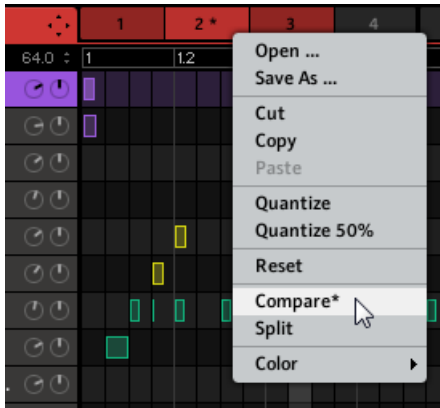 1 2 * 3 4
64.0 1 1.2
Open ...
Save As ...
Cut
Copy
Paste
Quantize
Quantize 50%
Reset
Compare*
Split
Color